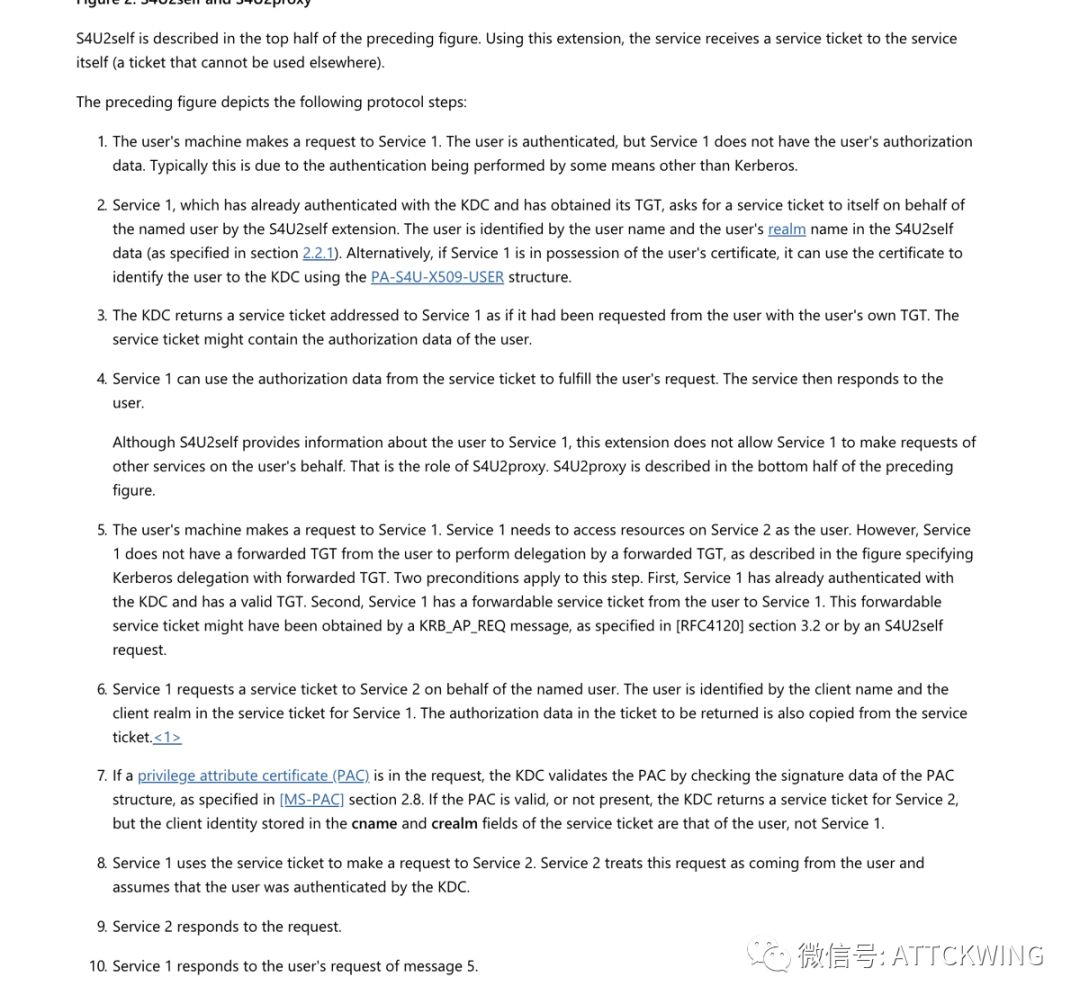 Figure 2: S4U2self and S4U2proxy
S4U2self is described in the top half of the preceding figure. Using this extension, the service receives a service ticket to the service
itself (a ticket that cannot be used elsewhere).
The preceding figure depicts the following protocol steps:
1. The user's machine makes a request to Service 1. The user is authenticated, but Service 1 does not have the user's authorization
data. Typically this is due to the authentication being performed by some means other than Kerberos.
2. Service 1, which has already authenticated with the KDC and has obtained its TGT, asks for a service ticket to itself on behalf of
the named user by the S4U2self extension. The user is identified by the user name and the user's realm name in the S4U2self
data (as specified in section 2.2.1). Alternatively, if Service 1 is in possession of the user's certificate, it can use the certificate to
identify the user to the KDC using the PA-S4U-X509-USER structure.
3. The KDC returns a service ticket addressed to Service 1 as if it had been requested from the user with the user's own TGT. The
service ticket might contain the authorization data of the user.
4. Service 1 can use the authorization data from the service ticket to fulfill the user's request. The service then responds to the
user.
Although S4U2self provides information about the user to Service 1, this extension does not allow Service 1 to make requests of
other services on the user's behalf. That is the role of S4U2proxy. S4U2proxy is described in the bottom half of the preceding
figure.
5. The user's machine makes a request to Service 1. Service 1 needs to access resources on Service 2 as the user. However, Service
1 does not have a forwarded TGT from the user to perform delegation by a forwarded TGT, as described in the figure specifying
Kerberos delegation with forwarded TGT. Two preconditions apply to this step. First, Service 1 has already authenticated with
the KDC and has a valid TGT. Second, Service 1 has a forwardable service ticket from the user to Service 1. This forwardable
service ticket might have been obtained by a KRB_AP_REQ message, as specified in [RFC4120] section 3.2 or by an S4U2self
request.
6. Service 1 requests a service ticket to Service 2 on behalf of the named user. The user is identified by the client name and the
client realm in the service ticket for Service 1. The authorization data in the ticket to be returned is also copied from the service
ticket.<1>
7. If a privilege attribute certificate (PAC) is in the request, the KDC validates the PAC by checking the signature data of the PAC
structure, as specified in [MS-PAC] section 2.8. If the PAC is valid, or not present, the KDC returns a service ticket for Service 2,
but the client identity stored in the cname and crealm fields of the service ticket are that of the user, not Service 1.
8. Service 1 uses the service ticket to make a request to Service 2. Service 2 treats this request as coming from the user and
assumes that the user was authenticated by the KDC.
9. Service 2 responds to the request.
10. Service 1 responds to the user's request of message 5.
微信号: ATTCKWING